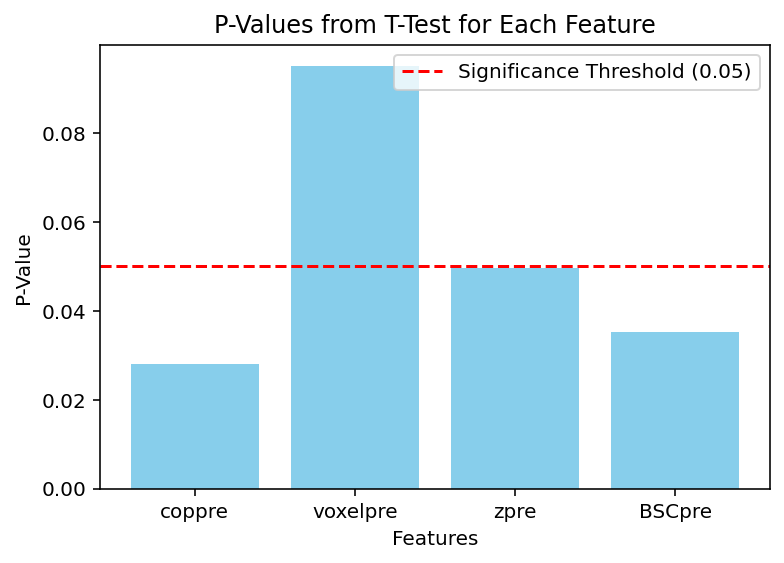 P-Values from T-Test for Each Feature
Significance Threshold (0.05)
P-Value
0.08
0.06
0.04
0.02
0.00
coppre voxelpre zpre BSCpre
Features